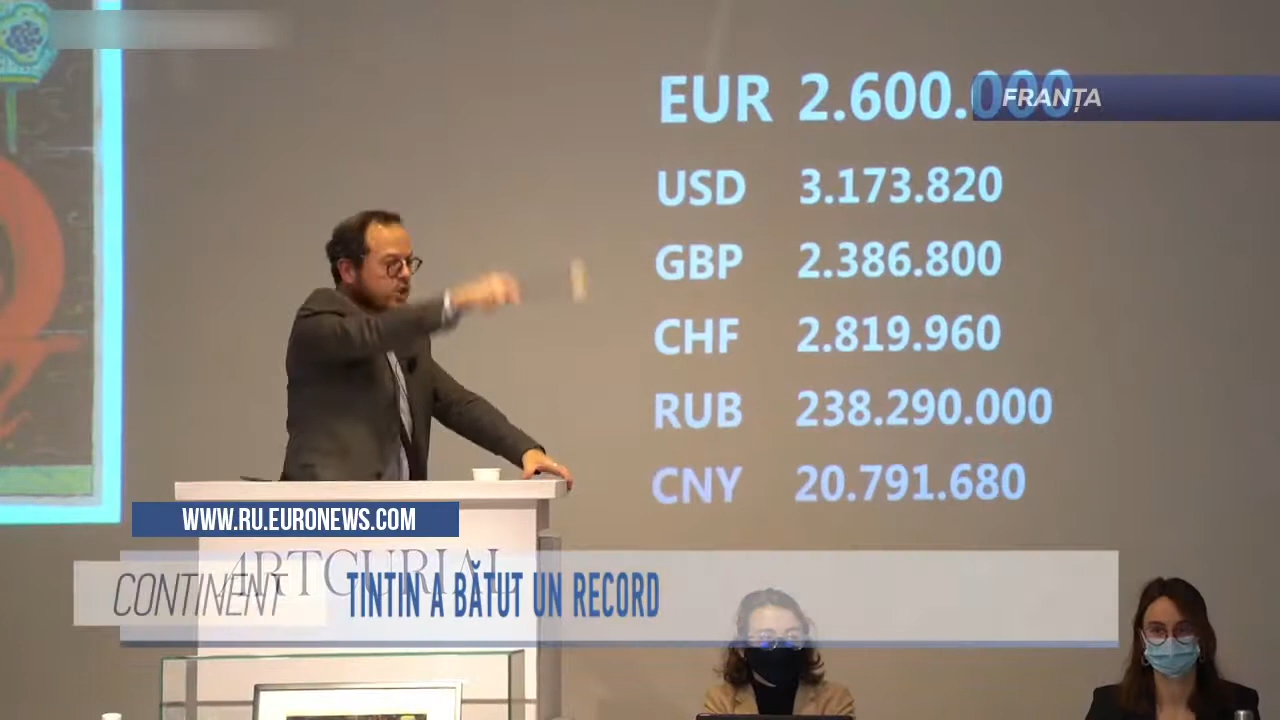 EUR 2.600.000
FRANȚA
USD 3.173.820
GBP 2.386.800
CHF 2.819.960
RUB 238.290.000
CNY 20.791.680
WWW.RU.EURONEWS.COM
ARTCURIAL
CONTINENT
TINTIN A BĂTUT UN RECORD